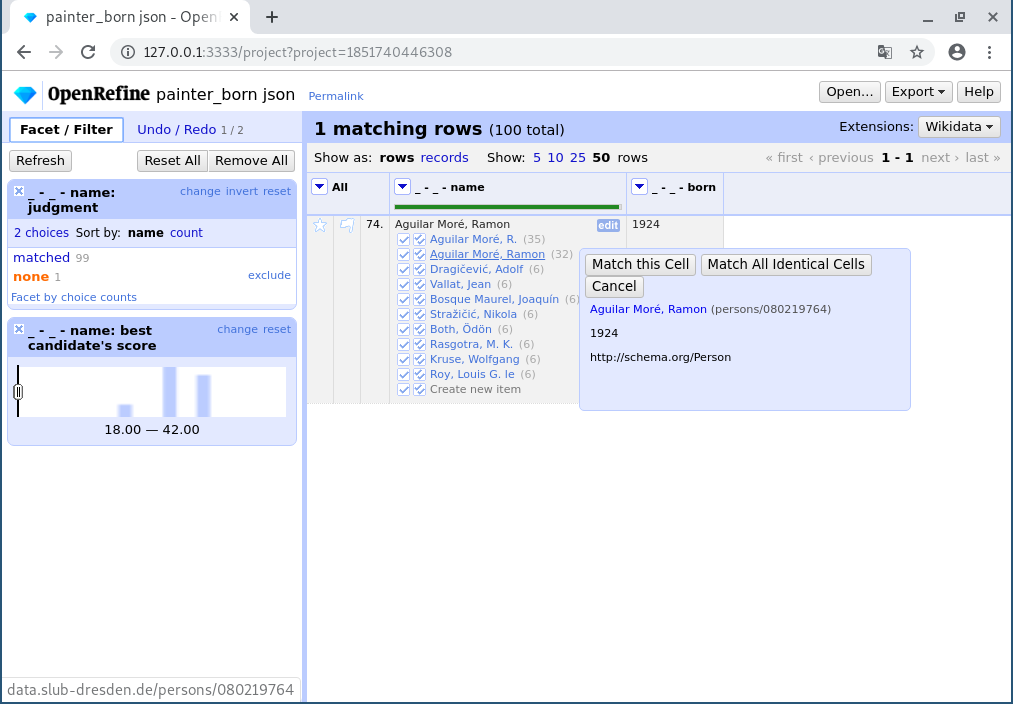 painter_born json - Open
127.0.0.1:3333/project?project=1851740446308
OpenRefine painter_born json Permalink
Open... Export Help
Facet / Filter Undo / Redo 1 / 2
1 matching rows (100 total)
Extensions: Wikidata
Refresh Reset All Remove All
Show as: rows records Show: 5 10 25 50 rows
« first ‹ previous 1 - 1 next › last »
_ - _ - name: judgment
change invert reset
2 choices Sort by: name count
matched 99
none 1 exclude
Facet by choice counts
_ - _ - name: best candidate's score
change reset
18.00 — 42.00
All _ - _ - name _ - _ - born
74. Aguilar Moré, Ramon edit 1924
Aguilar Moré, R. (35)
Aguilar Moré, Ramon (32)
Dragičević, Adolf (6)
Vallat, Jean (6)
Bosque Maurel, Joaquín (6)
Stražičić, Nikola (6)
Both, Ödön (6)
Rasgotra, M. K. (6)
Kruse, Wolfgang (6)
Roy, Louis G. le (6)
Create new item
Match this Cell Match All Identical Cells
Cancel
Aguilar Moré, Ramon (persons/080219764)
1924
http://schema.org/Person
data.slub-dresden.de/persons/080219764